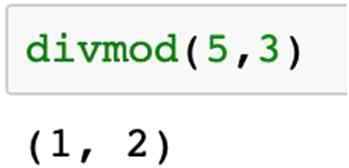 divmod(5,3)
(1, 2)